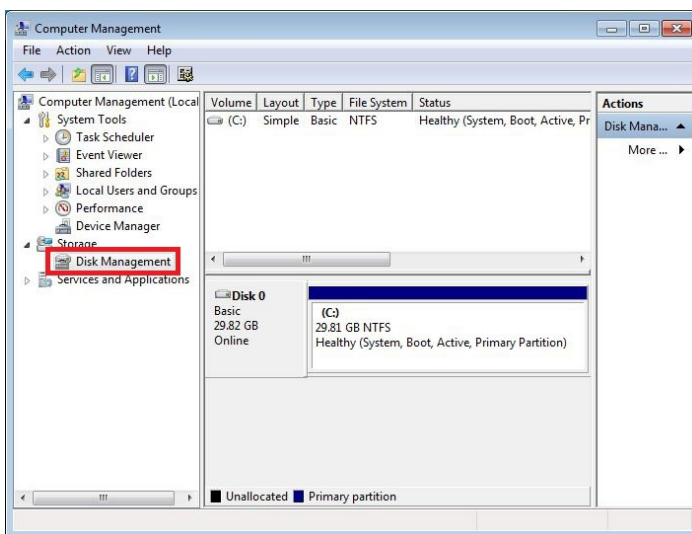 Computer Management
File Action View Help
Computer Management (Local
System Tools
Task Scheduler
Event Viewer
Shared Folders
Local Users and Groups
Performance
Device Manager
Storage
Disk Management
Services and Applications
Volume Layout Type File System Status
(C:) Simple Basic NTFS Healthy (System, Boot, Active, Pr
Disk 0
Basic
29.82 GB
Online
(C:)
29.81 GB NTFS
Healthy (System, Boot, Active, Primary Partition)
Unallocated Primary partition
Actions
Disk Mana...
More ...